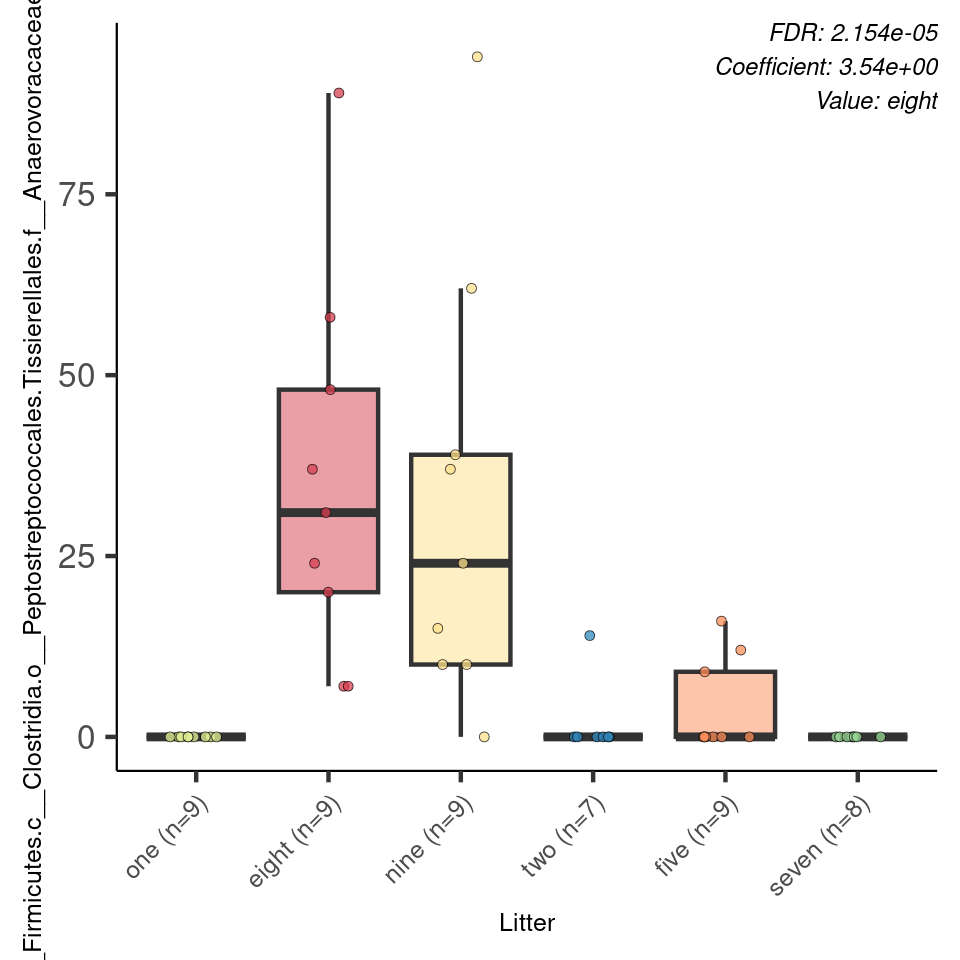 FDR: 2.154e-05
Coefficient: 3.54e+00
Value: eight
_Firmicutes.c__Clostridia.o__Peptostreptococcales.Tissierellales.f__Anaerovoracaceae
75
50
25
0
one (n=9)
eight (n=9)
nine (n=9)
two (n=7)
five (n=9)
seven (n=8)
Litter